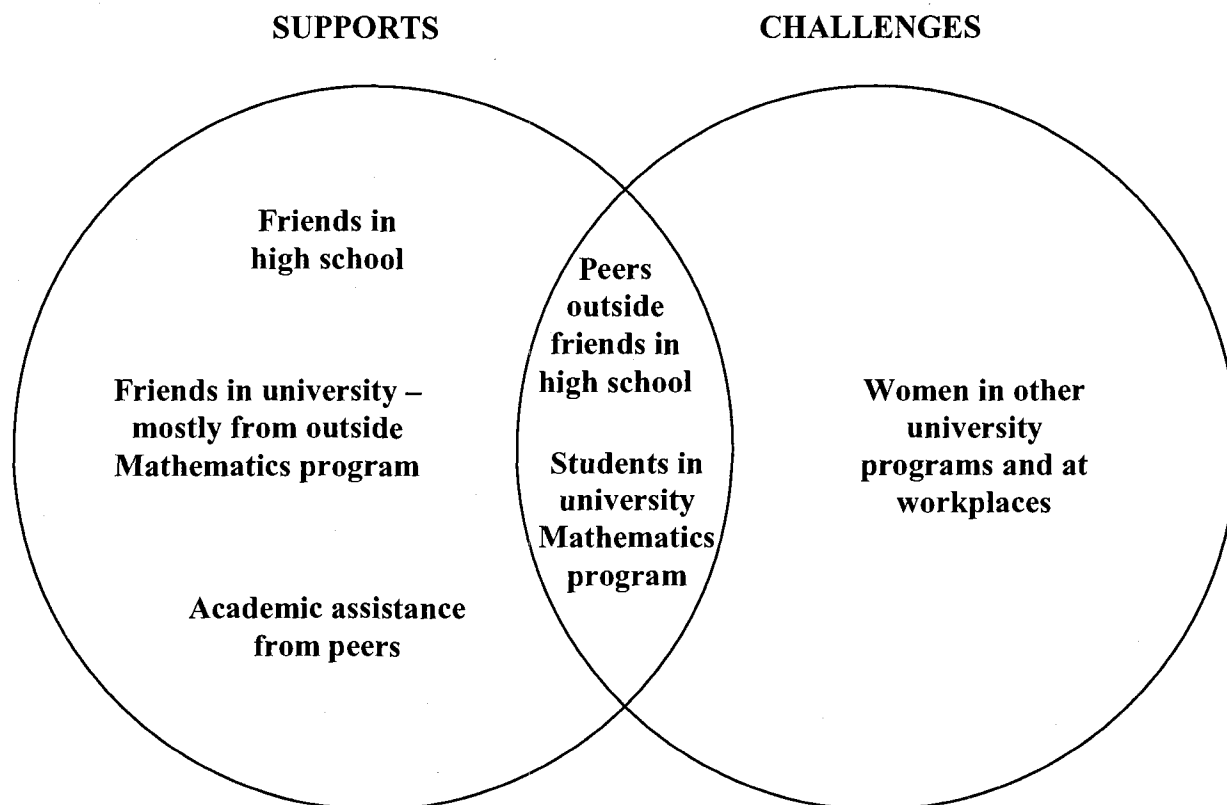 SUPPORTS
CHALLENGES
Friends in
high school
Friends in university –
mostly from outside
Mathematics program
Academic assistance
from peers
Peers
outside
friends in
high school
Students in
university
Mathematics
program
Women in other
university
programs and at
workplaces